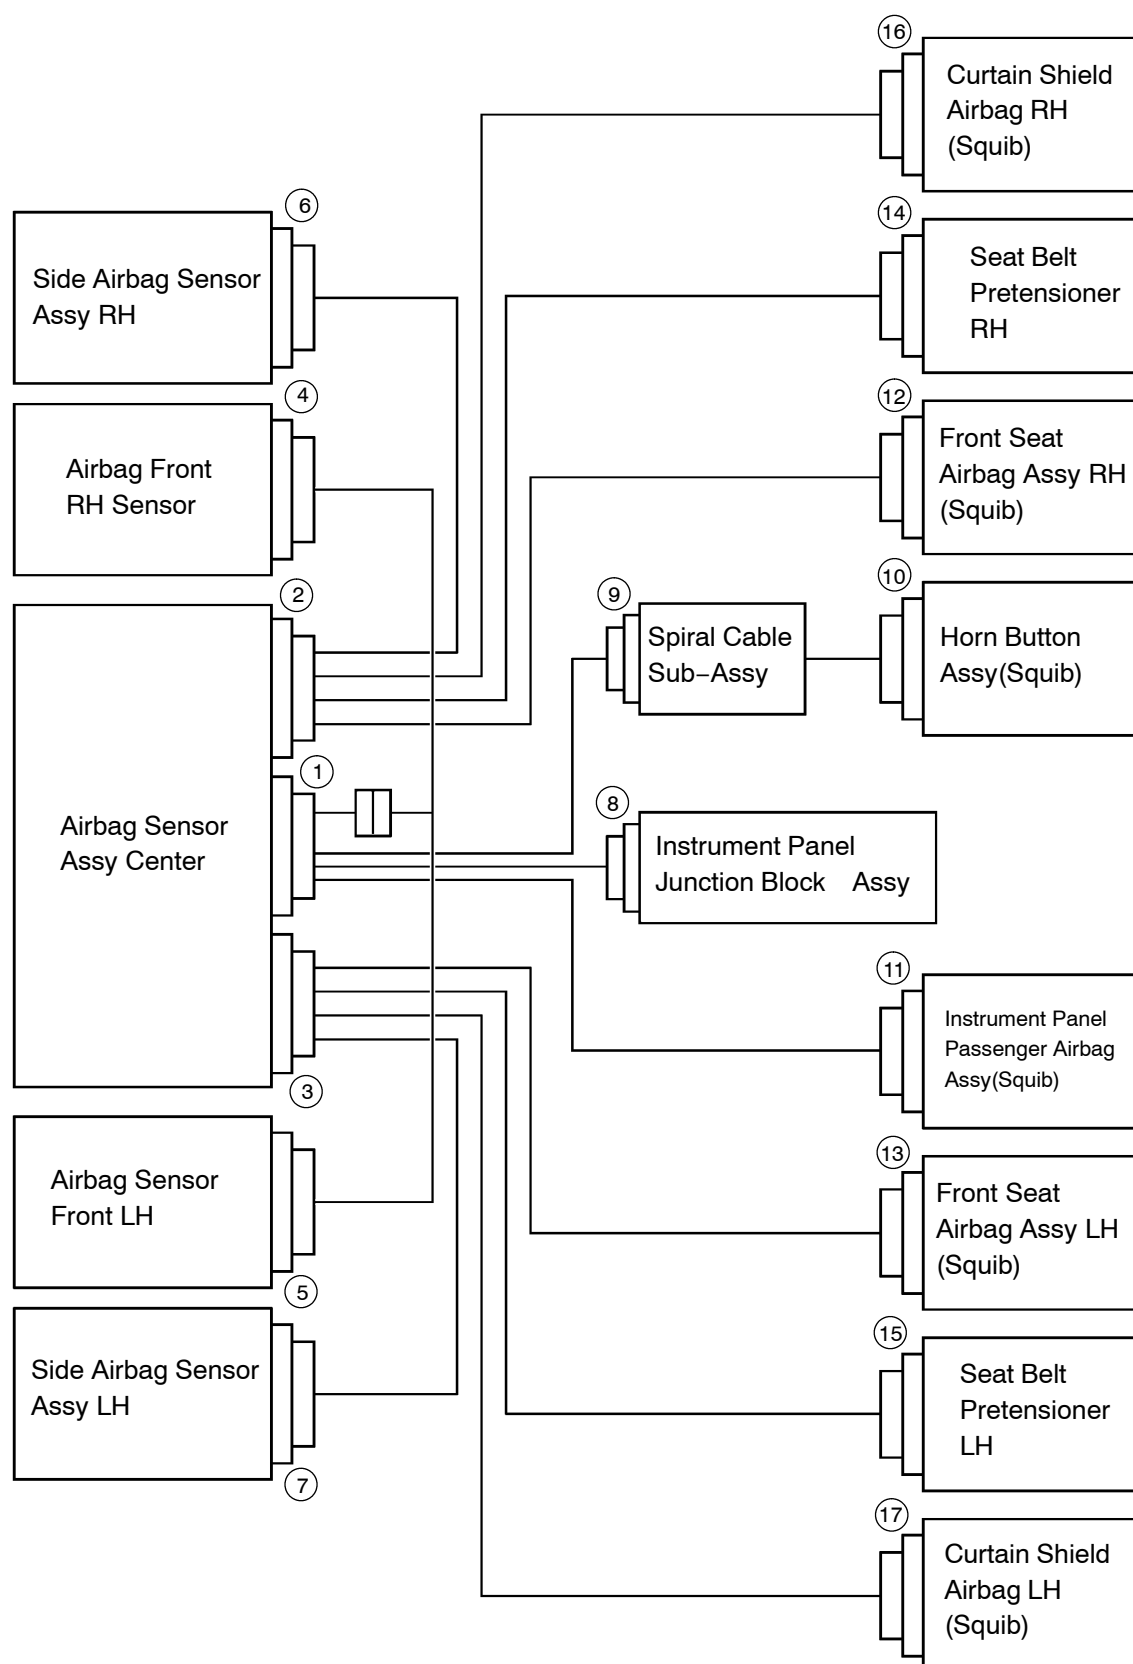 16
Curtain Shield
Airbag RH
(Squib)
6
Side Airbag Sensor
Assy RH
14
Seat Belt
Pretensioner
RH
4
Airbag Front
RH Sensor
12
Front Seat
Airbag Assy RH
(Squib)
2
9
Spiral Cable
Sub−Assy
10
Horn Button
Assy(Squib)
1
Airbag Sensor
Assy Center
8
Instrument Panel
Junction Block Assy
3
11
Instrument Panel
Passenger Airbag
Assy(Squib)
Airbag Sensor
Front LH
5
13
Front Seat
Airbag Assy LH
(Squib)
Side Airbag Sensor
Assy LH
7
15
Seat Belt
Pretensioner
LH
17
Curtain Shield
Airbag LH
(Squib)